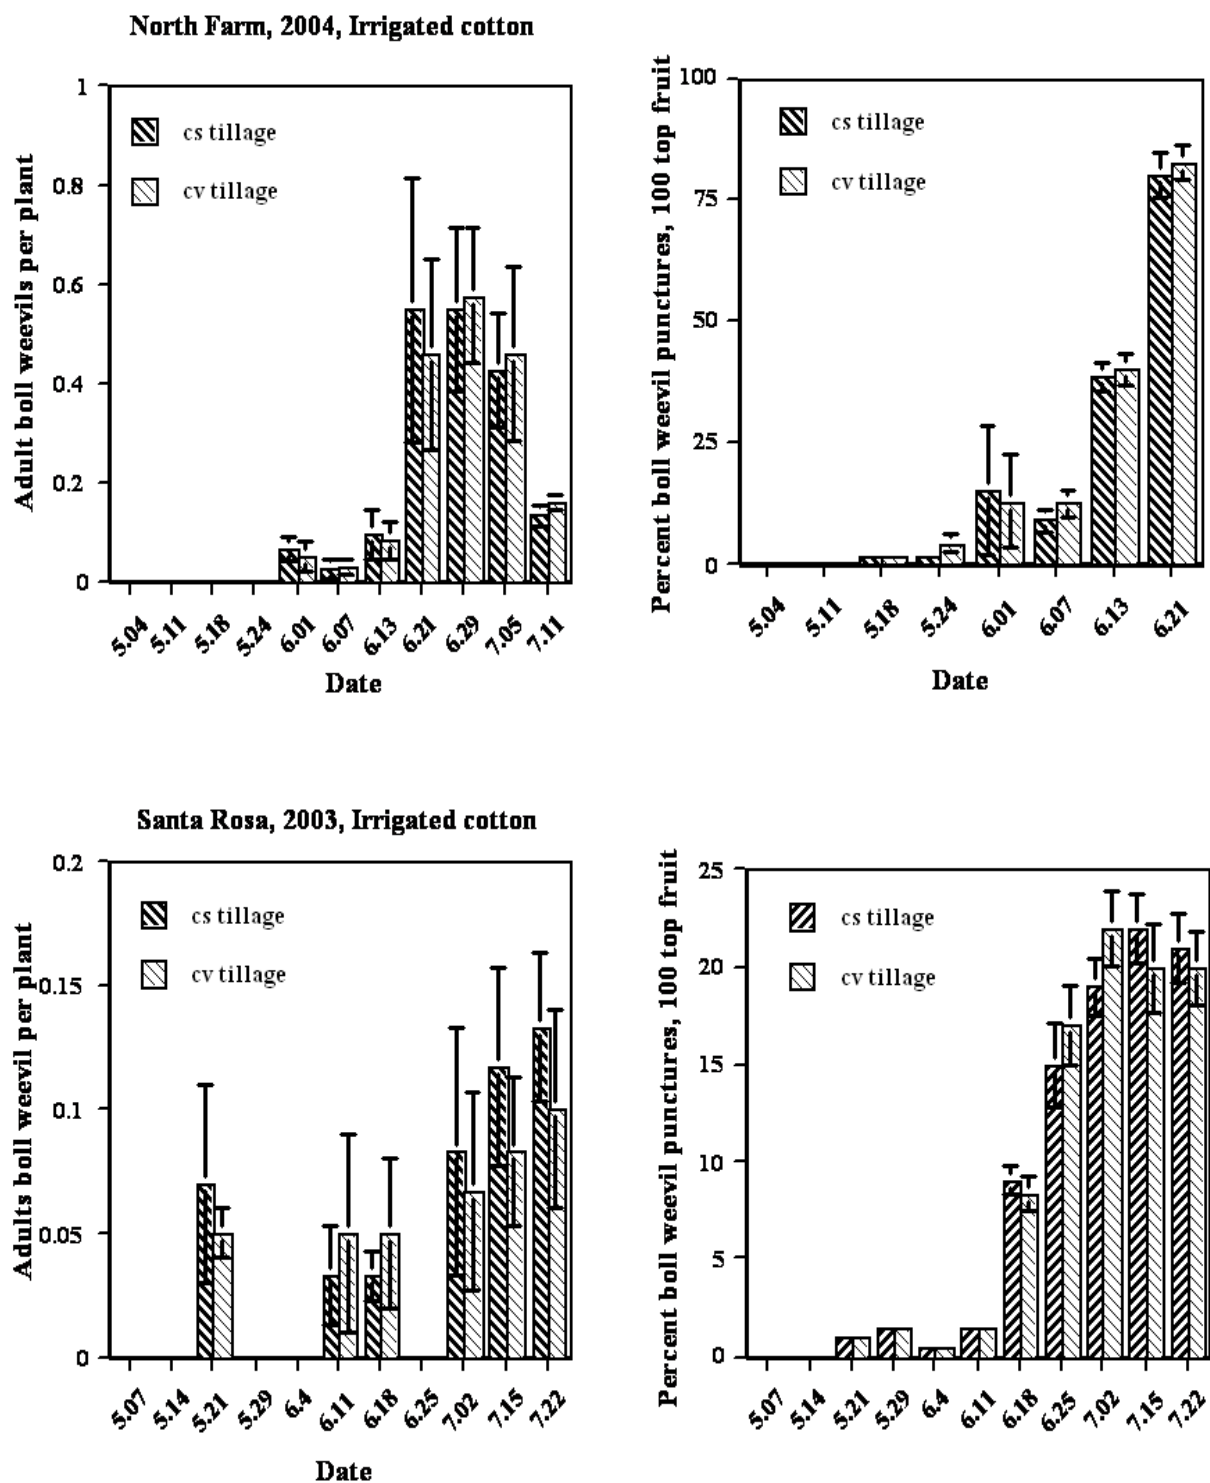 North Farm, 2004, Irrigated cotton
Adult boll weevils per plant
1
0.8
0.6
0.4
0.2
0
cs tillage
cv tillage
5.04 5.11 5.18 5.24 6.01 6.07 6.13 6.21 6.29 7.05 7.11
Date
Percent boll weevil punctures, 100 top fruit
100
75
50
25
0
cs tillage
cv tillage
5.04 5.11 5.18 5.24 6.01 6.07 6.13 6.21
Date
Santa Rosa, 2003, Irrigated cotton
Adults boll weevil per plant
0.2
0.15
0.1
0.05
0
cs tillage
cv tillage
5.07 5.14 5.21 5.29 6.4 6.11 6.18 6.25 7.02 7.15 7.22
Date
Percent boll weevil punctures, 100 top fruit
25
20
15
10
5
0
cs tillage
cv tillage
5.07 5.14 5.21 5.29 6.4 6.11 6.18 6.25 7.02 7.15 7.22